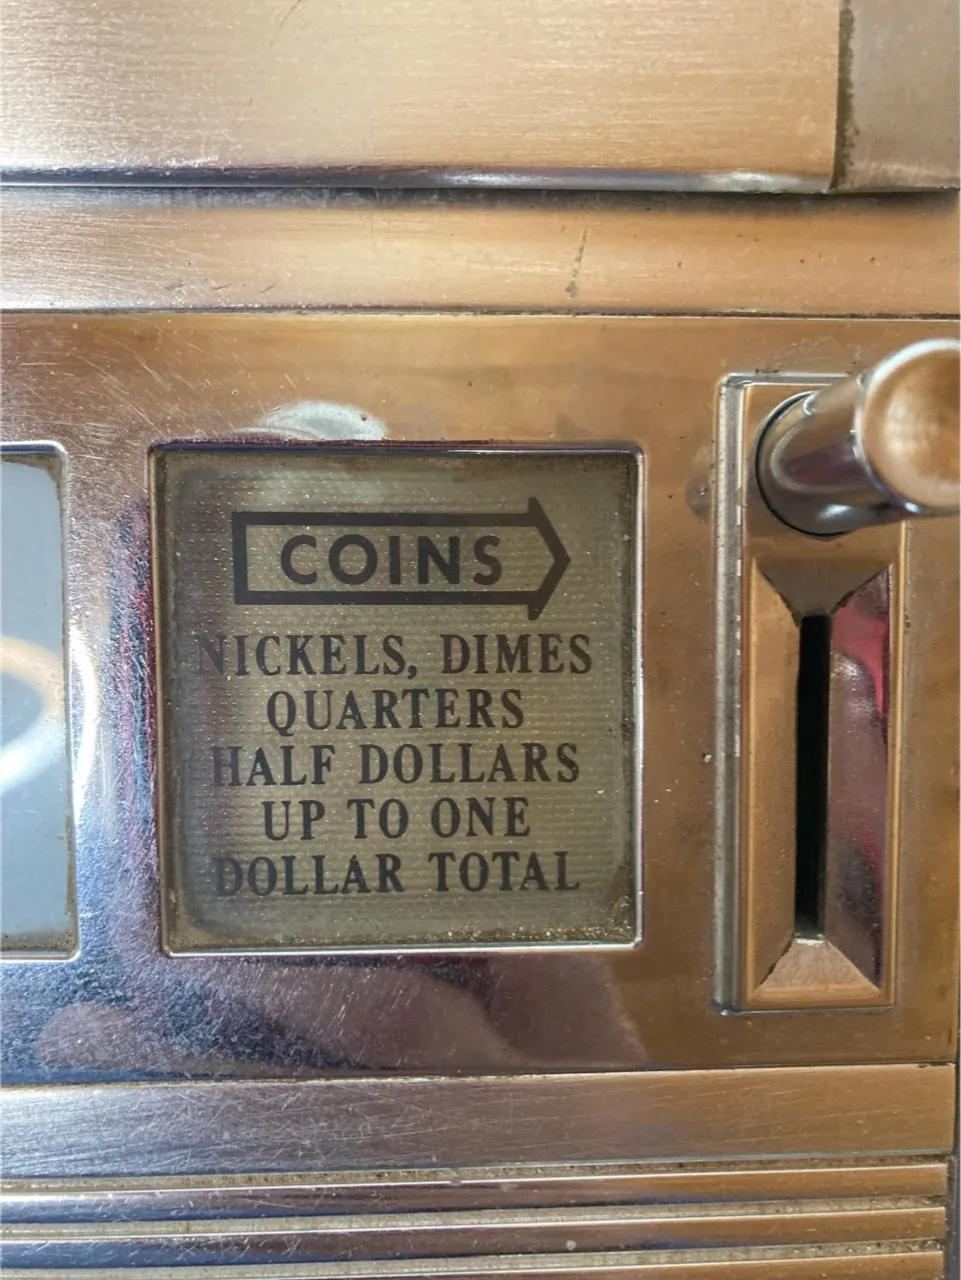 COINS
NICKELS, DIMES
QUARTERS
HALF DOLLARS
UP TO ONE
DOLLAR TOTAL